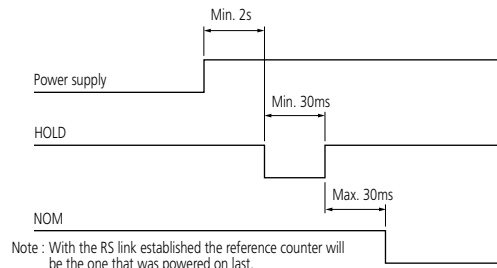 Min. 2s
Power supply
Min. 30ms
HOLD
Max. 30ms
NOM
Note : With the RS link established the reference counter will
be the one that was powered on last.